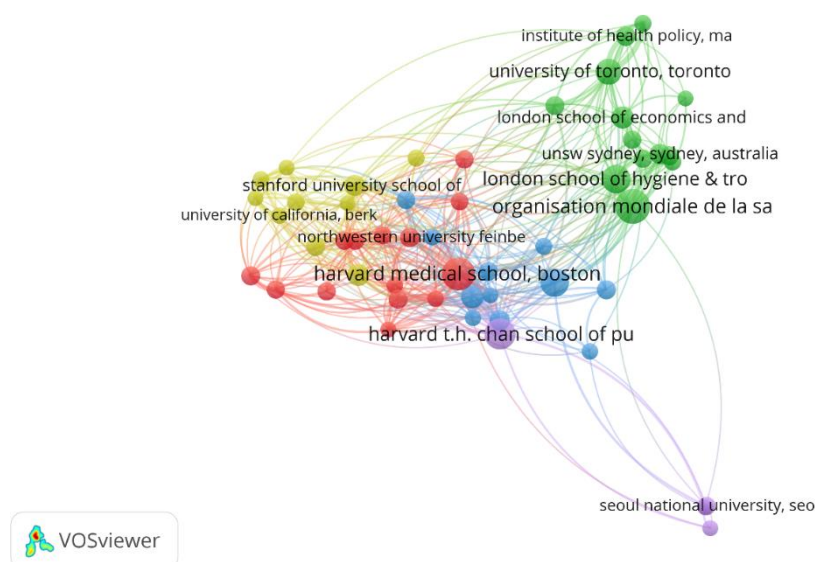 institute of health policy, ma
university of toronto, toronto
london school of economics and
unsw sydney, sydney, australia
london school of hygiene & tro
stanford university school of
organisation mondiale de la sa
university of california, berk
northwestern university feinbe
harvard medical school, boston
harvard t.h. chan school of pu
seoul national university, seo
VOSviewer